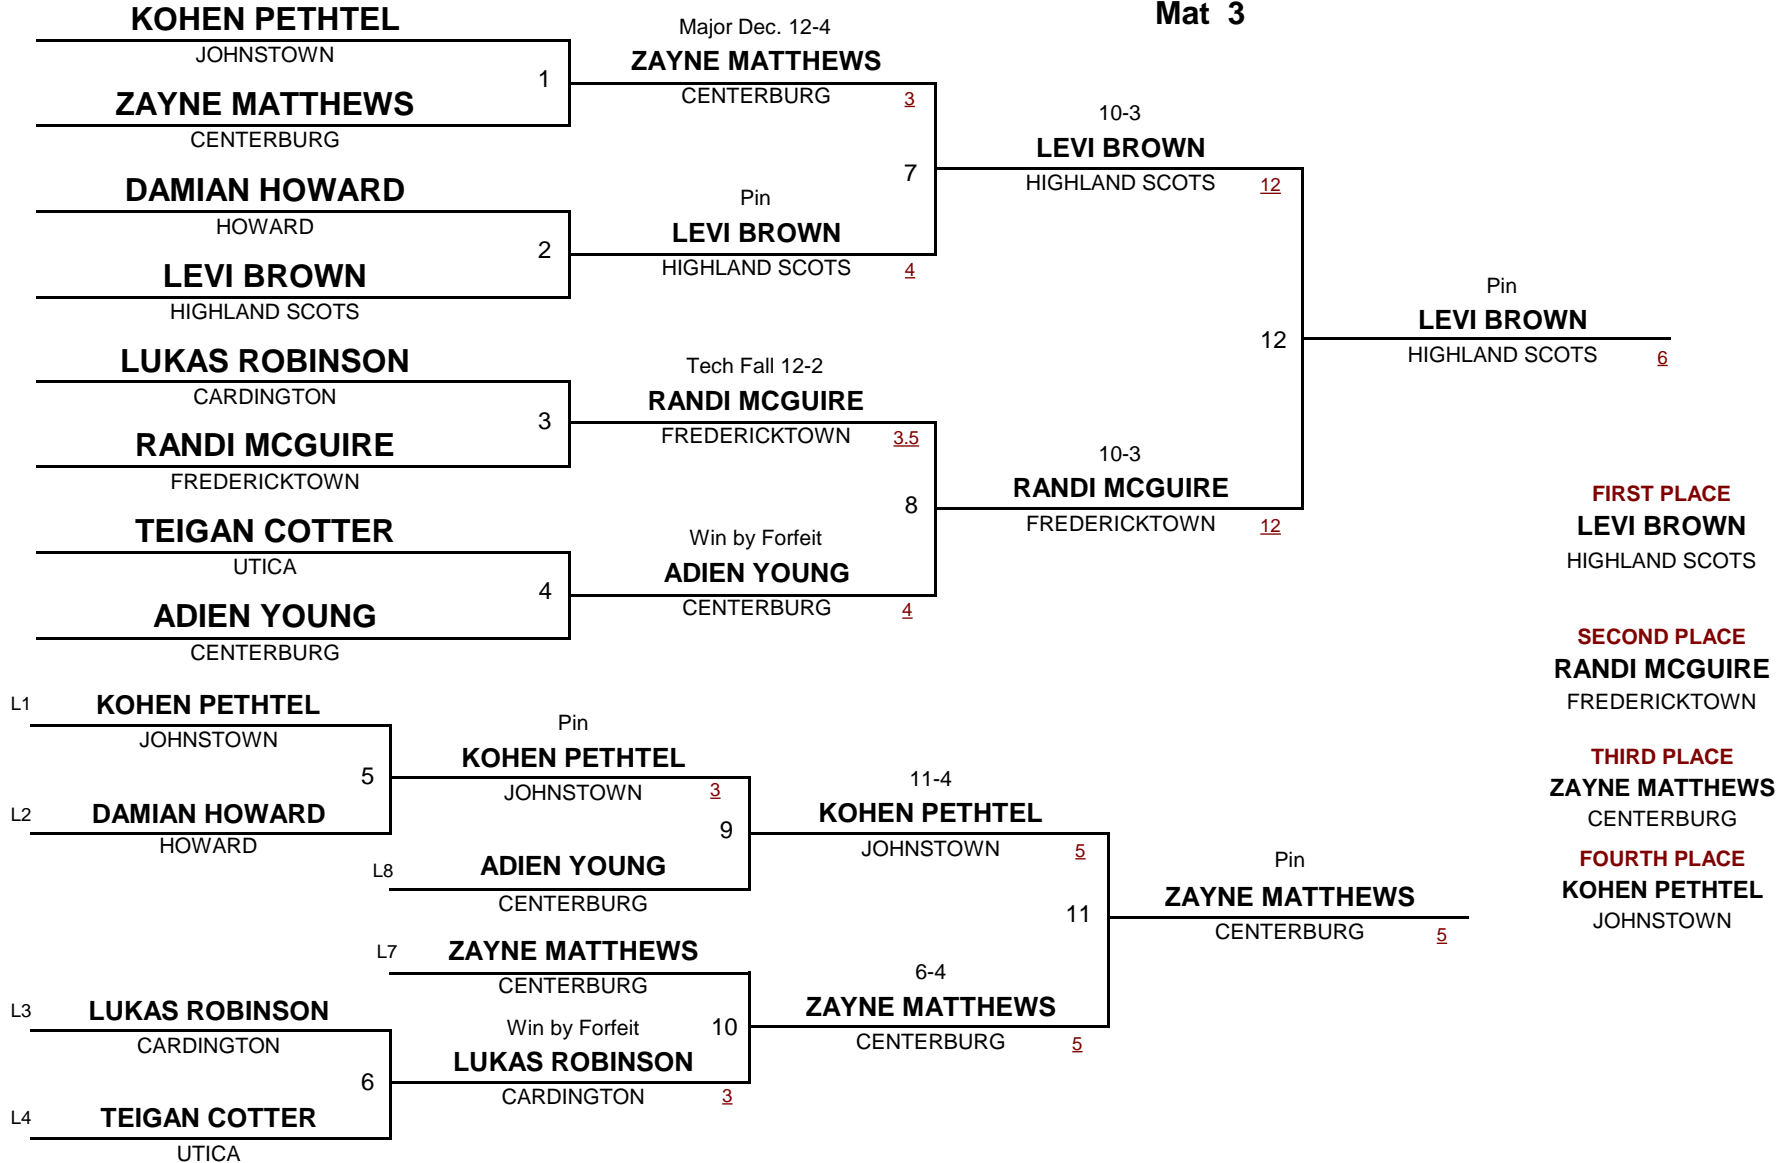 Mat 3
KOHEN PETHTEL
JOHNSTOWN
1
ZAYNE MATTHEWS
CENTERBURG
DAMIAN HOWARD
HOWARD
2
LEVI BROWN
HIGHLAND SCOTS
LUKAS ROBINSON
CARDINGTON
3
RANDI MCGUIRE
FREDERICKTOWN
TEIGAN COTTER
UTICA
4
ADIEN YOUNG
CENTERBURG
Major Dec. 12-4
ZAYNE MATTHEWS
CENTERBURG 3
7
Pin
LEVI BROWN
HIGHLAND SCOTS 4
Tech Fall 12-2
RANDI MCGUIRE
FREDERICKTOWN 3.5
8
Win by Forfeit
ADIEN YOUNG
CENTERBURG 4
10-3
LEVI BROWN
HIGHLAND SCOTS 12
12
10-3
RANDI MCGUIRE
FREDERICKTOWN 12
Pin
LEVI BROWN
HIGHLAND SCOTS 6
L1 KOHEN PETHTEL
JOHNSTOWN
5
L2 DAMIAN HOWARD
HOWARD
L3 LUKAS ROBINSON
CARDINGTON
6
L4 TEIGAN COTTER
UTICA
Pin
KOHEN PETHTEL
JOHNSTOWN 3
9
L8 ADIEN YOUNG
CENTERBURG
L7 ZAYNE MATTHEWS
CENTERBURG
Win by Forfeit 10
LUKAS ROBINSON
CARDINGTON 3
11-4
KOHEN PETHTEL
JOHNSTOWN 5
11
6-4
ZAYNE MATTHEWS
CENTERBURG 5
Pin
ZAYNE MATTHEWS
CENTERBURG 5
FIRST PLACE
LEVI BROWN
HIGHLAND SCOTS
SECOND PLACE
RANDI MCGUIRE
FREDERICKTOWN
THIRD PLACE
ZAYNE MATTHEWS
CENTERBURG
FOURTH PLACE
KOHEN PETHTEL
JOHNSTOWN